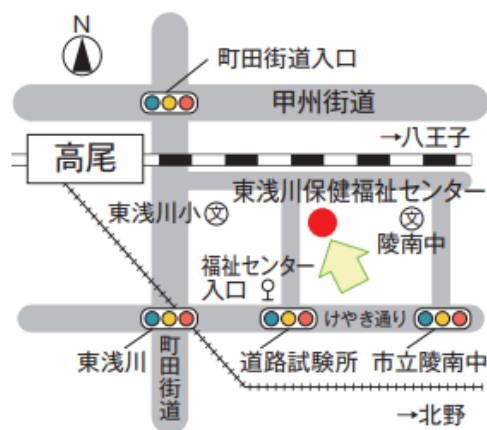 N
町田街道入口
甲州街道
→八王子
高尾
東浅川保健福祉センター
東浅川小
文
文
陵南中
福祉センター
入口
けやき通り
東浅川
道路試験所
市立陵南中
町田街道
→北野